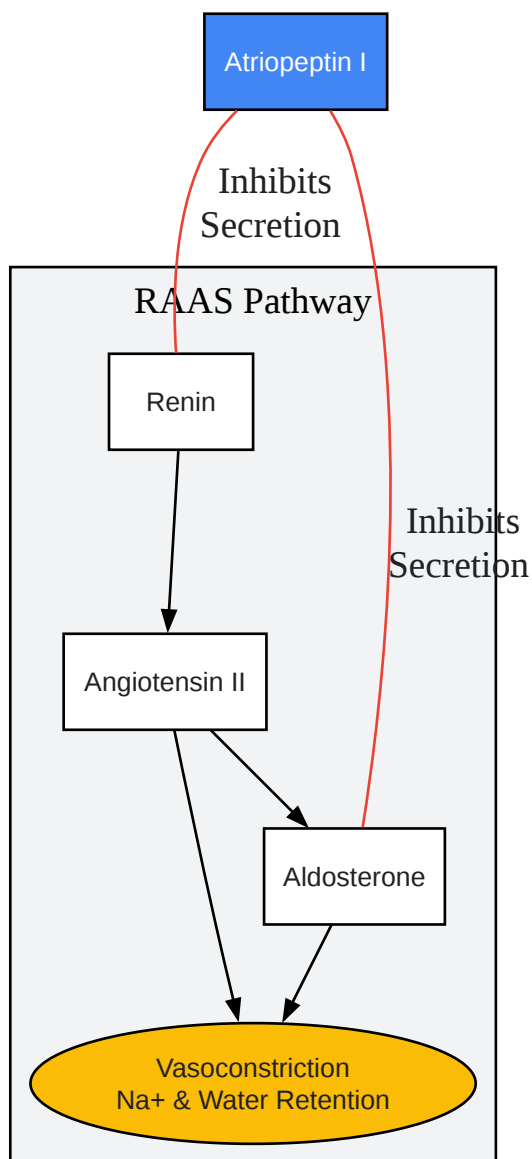 Atriopeptin I
Inhibits
Secretion
RAAS Pathway
Renin
Inhibits
Secretion
Angiotensin II
Aldosterone
Vasoconstriction
Na+ & Water Retention